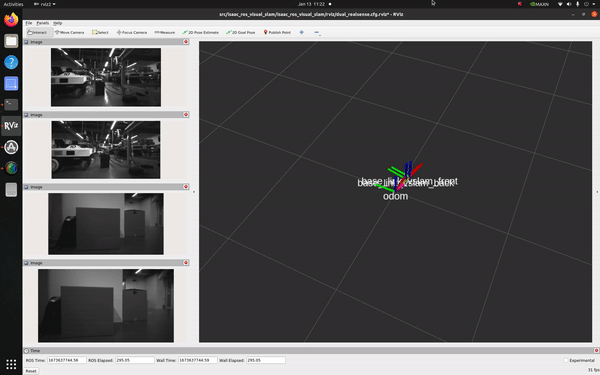 Activities
rviz2
Jan 13 11:22
MAXN
src/isaac_ros_visual_slam/isaac_ros_visual_slam/rviz/dual_realsense.cfg.rviz* - RViz
File Panels Help
Interact Move Camera Select Focus Camera Measure 2D Pose Estimate 2D Goal Pose Publish Point
Image
Image
Image
Image
odom
Time
ROS Time: 1673637744.56 ROS Elapsed: 295.05 Wall Time: 1673637744.59 Wall Elapsed: 295.05
Experimental
Reset
31 fps